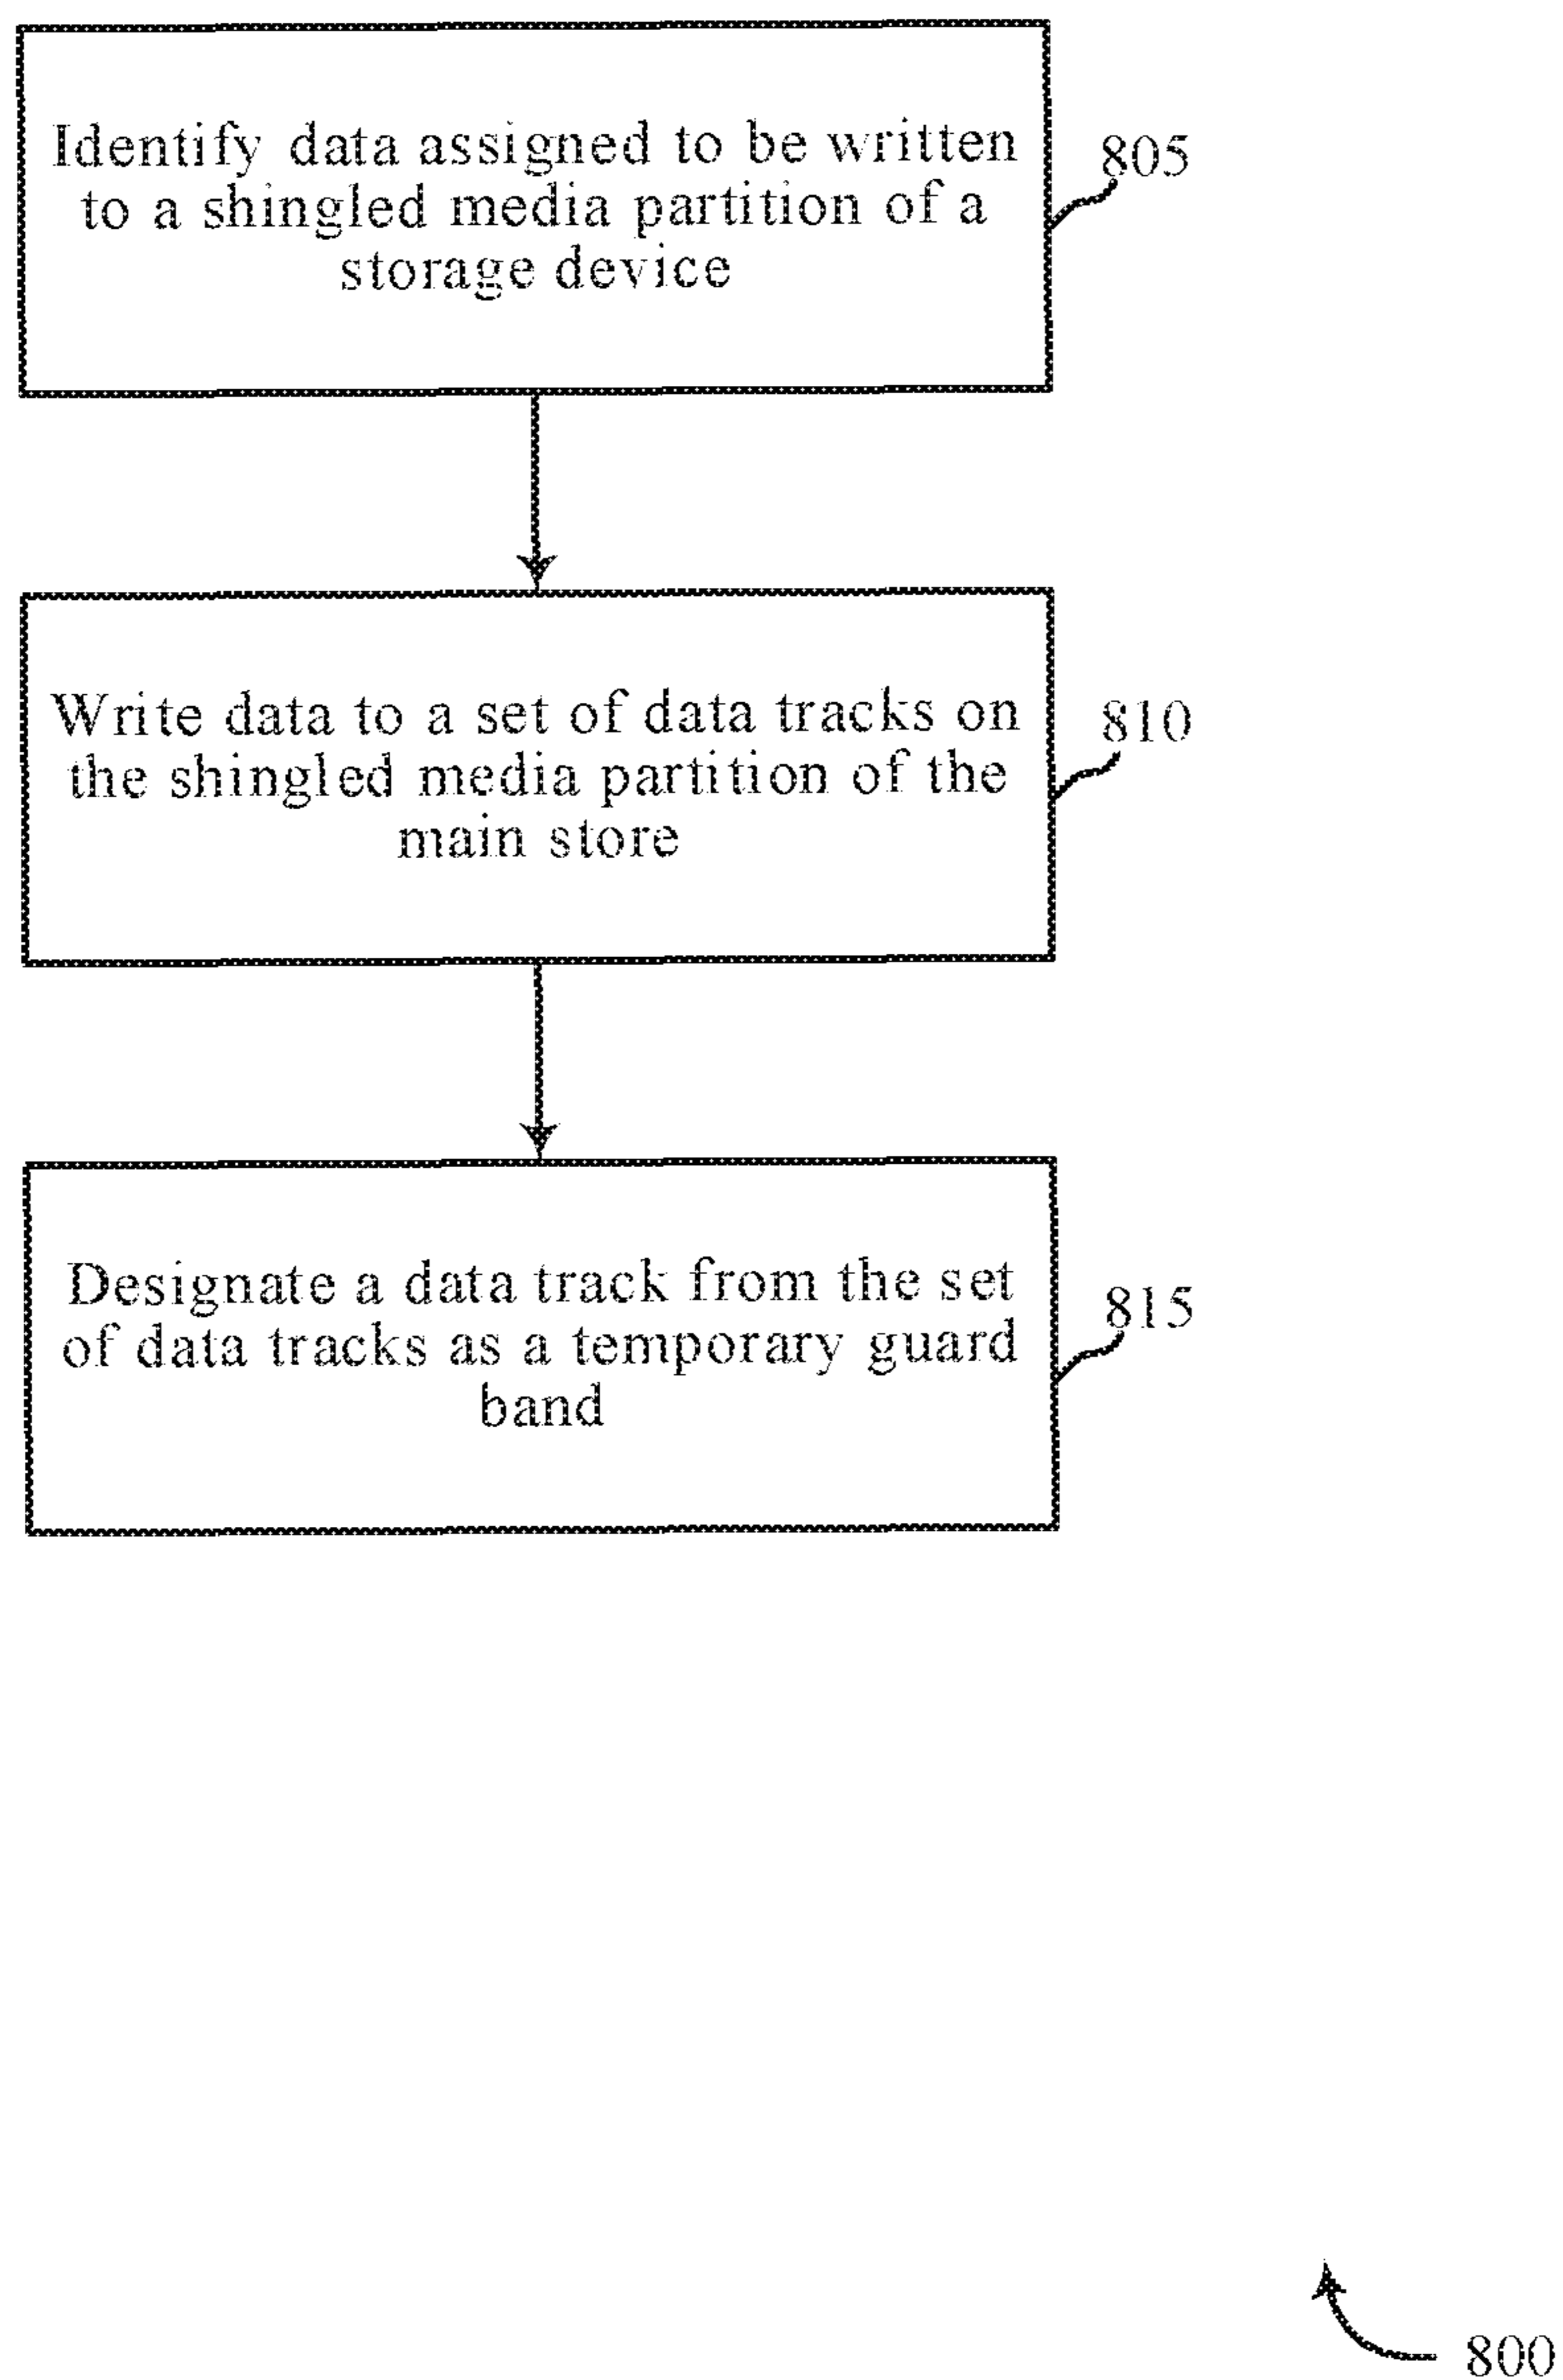 Identify data assigned to be written
to a shingled media partition of a
storage device
805
Write data to a set of data tracks on
the shingled media partition of the
main store
810
Designate a data track from the set
of data tracks as a temporary guard
band
815
800